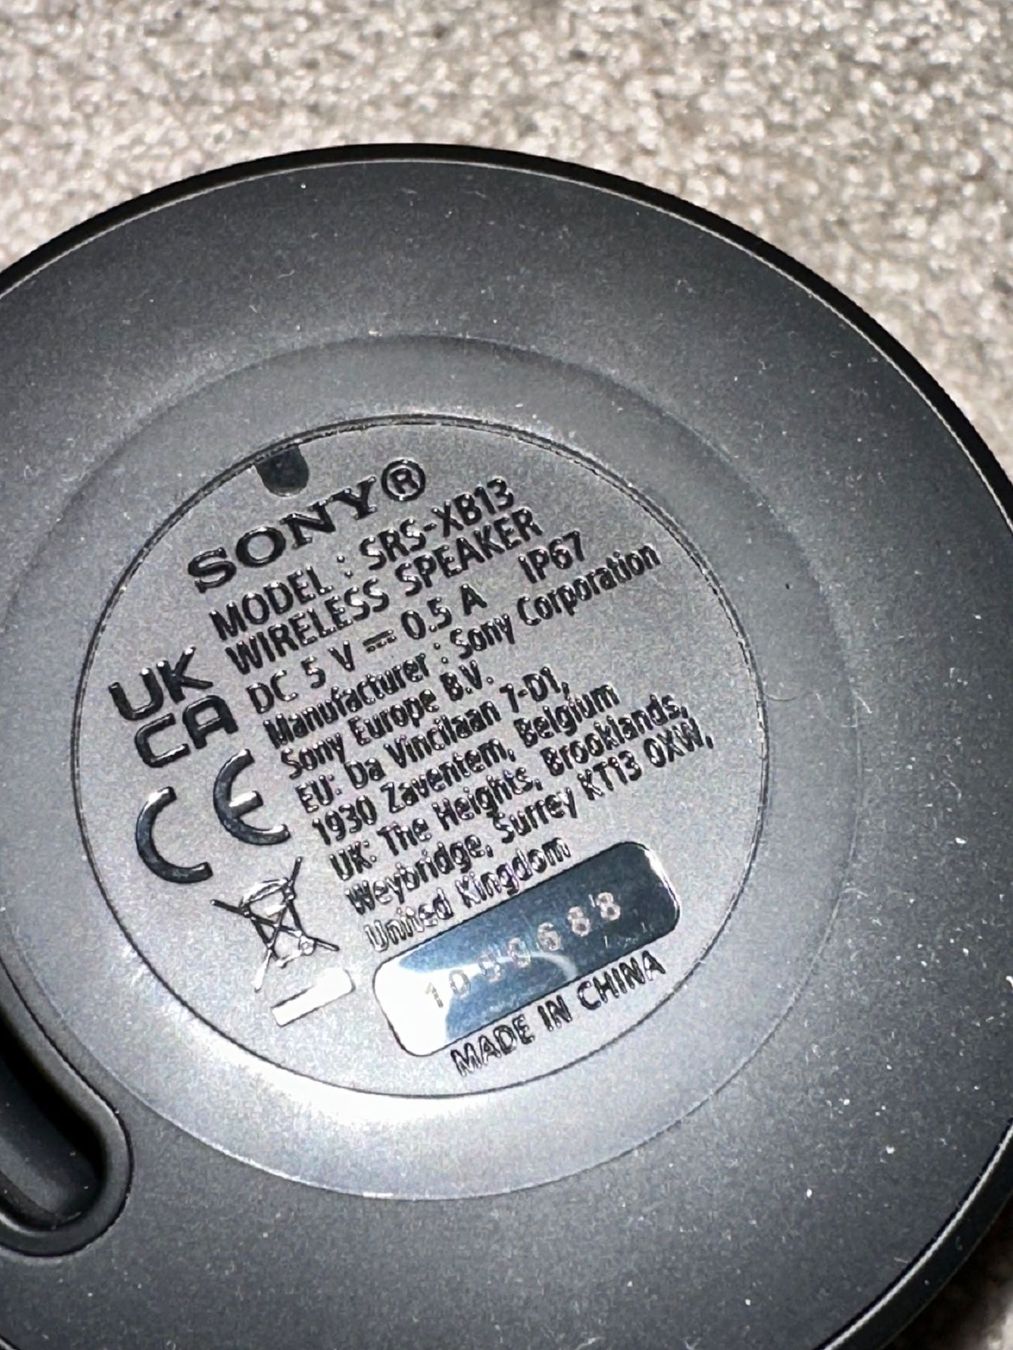 SONY®
MODEL : SRS-XB13
WIRELESS SPEAKER
DC 5 V ⎓ 0.5 A IP67
Manufacturer : Sony Corporation
Sony Europe B.V.
EU: Da Vincilaan 7-D1,
1930 Zaventem, Belgium
UK: The Heights, Brooklands,
Weybridge, Surrey KT13 0XW,
United Kingdom
UK
CA
CE
MADE IN CHINA